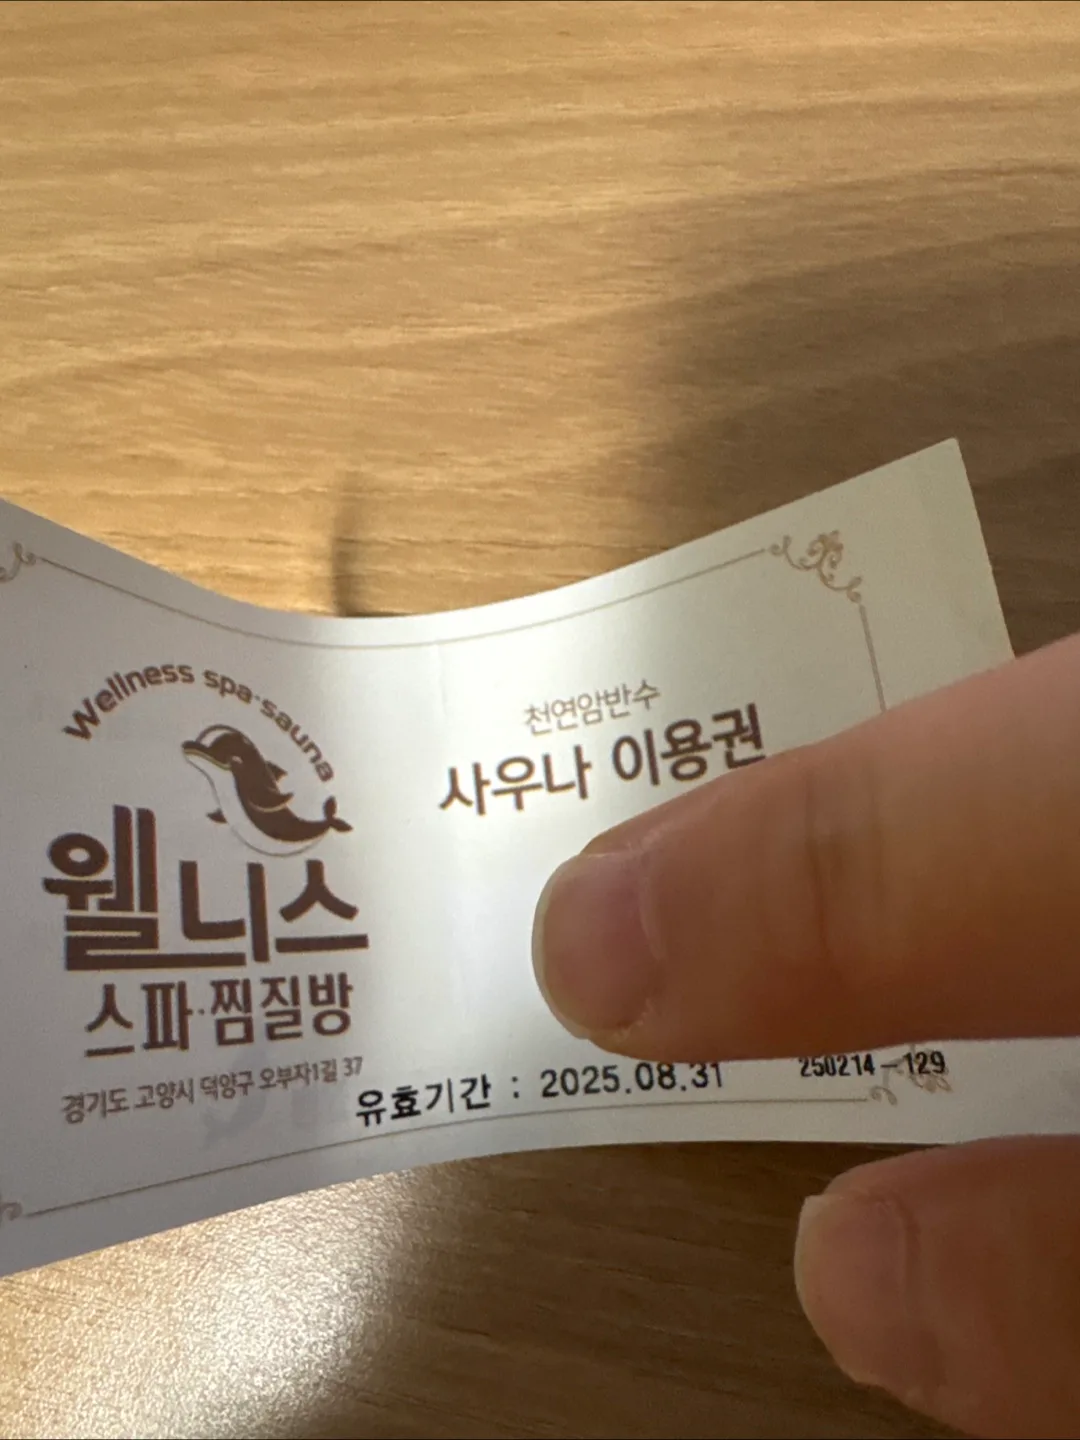 Wellness spa·sauna
웰니스
스파·찜질방
경기도 고양시 덕양구 오부자1길 37
천연암반수
사우나 이용권
유효기간 : 2025.08.31
250214-129